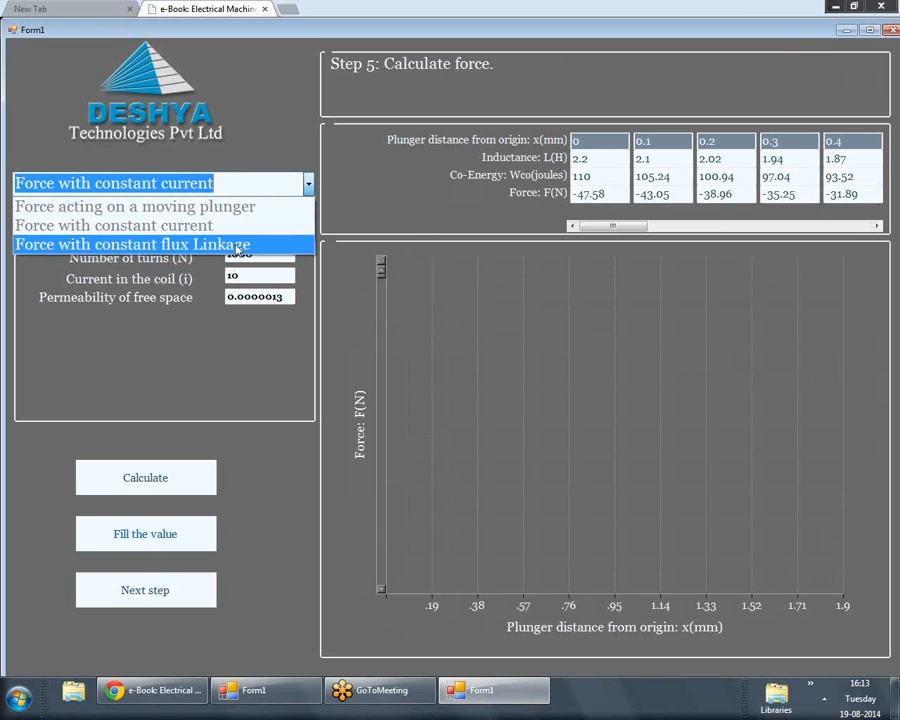 New Tab
e-Book: Electrical Machin
Form1
DESHYA
Technologies Pvt Ltd
Step 5: Calculate force.
Plunger distance from origin: x(mm) 0 0.1 0.2 0.3 0.4
Inductance: L(H) 2.2 2.1 2.02 1.94 1.87
Co-Energy: Wco(joules) 110 105.24 100.94 97.04 93.52
Force: F(N) -47.58 -43.05 -38.96 -35.25 -31.89
Force with constant current
Force acting on a moving plunger
Force with constant current
Force with constant flux Linkage
Number of turns (N)
Current in the coil (i) 10
Permeability of free space 0.0000013
Calculate
Fill the value
Next step
Force: F(N)
.19 .38 .57 .76 .95 1.14 1.33 1.52 1.71 1.9
Plunger distance from origin: x(mm)
e-Book: Electrical ...
Form1
GoToMeeting
Form1
Libraries
16:13
Tuesday
19-08-2014